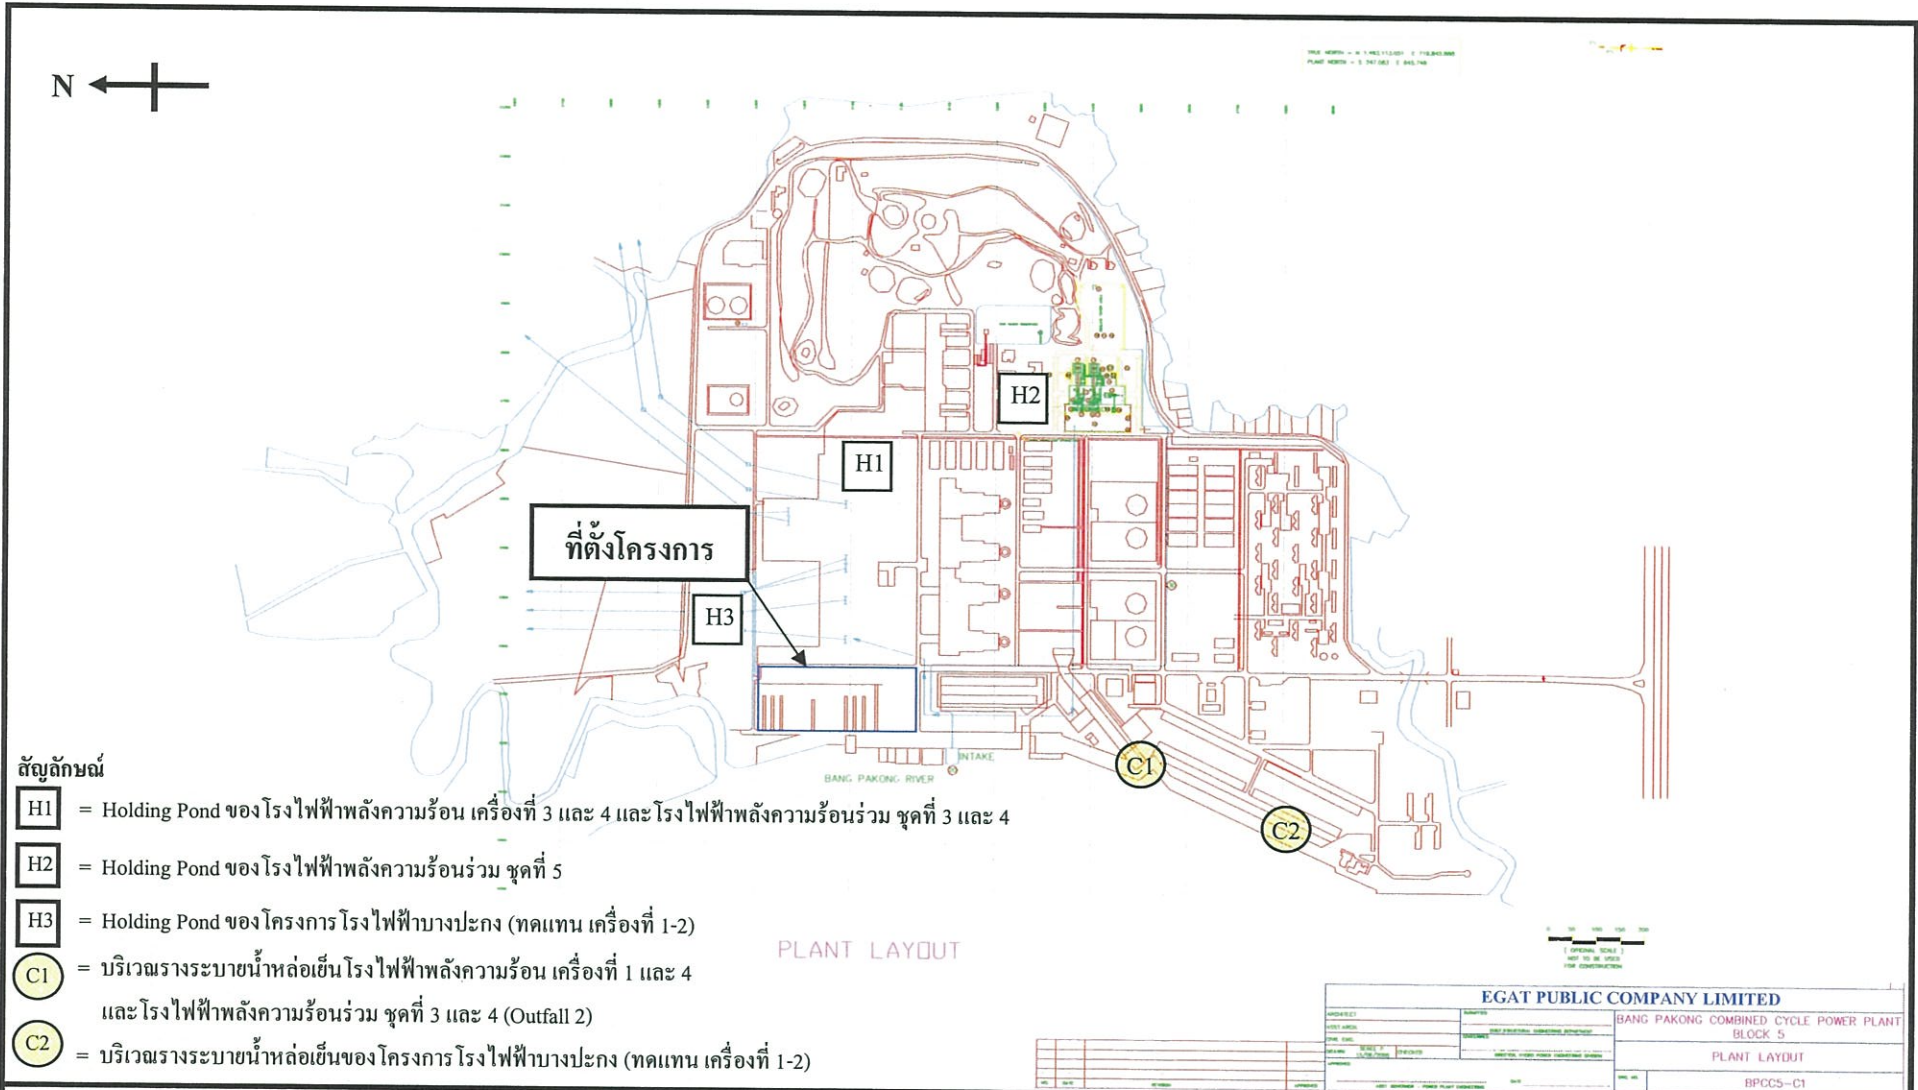 N
H2
H1
ที่ตั้งโครงการ
H3
INTAKE
BANG PAKONG RIVER
C1
C2
สัญลักษณ์
H1 = Holding Pond ของโรงไฟฟ้าพลังความร้อน เครื่องที่ 3 และ 4 และโรงไฟฟ้าพลังความร้อนร่วม ชุดที่ 3 และ 4
H2 = Holding Pond ของโรงไฟฟ้าพลังความร้อนร่วม ชุดที่ 5
H3 = Holding Pond ของโครงการโรงไฟฟ้าบางปะกง (ทดแทน เครื่องที่ 1-2)
C1 = บริเวณรางระบายน้ำหล่อเย็นโรงไฟฟ้าพลังความร้อน เครื่องที่ 1 และ 4
และโรงไฟฟ้าพลังความร้อนร่วม ชุดที่ 3 และ 4 (Outfall 2)
C2 = บริเวณรางระบายน้ำหล่อเย็นของโครงการโรงไฟฟ้าบางปะกง (ทดแทน เครื่องที่ 1-2)
PLANT LAYOUT
NOT TO BE USED
FOR CONSTRUCTION
EGAT PUBLIC COMPANY LIMITED
BANG PAKONG COMBINED CYCLE POWER PLANT
BLOCK 5
PLANT LAYOUT
BPCC5-C1